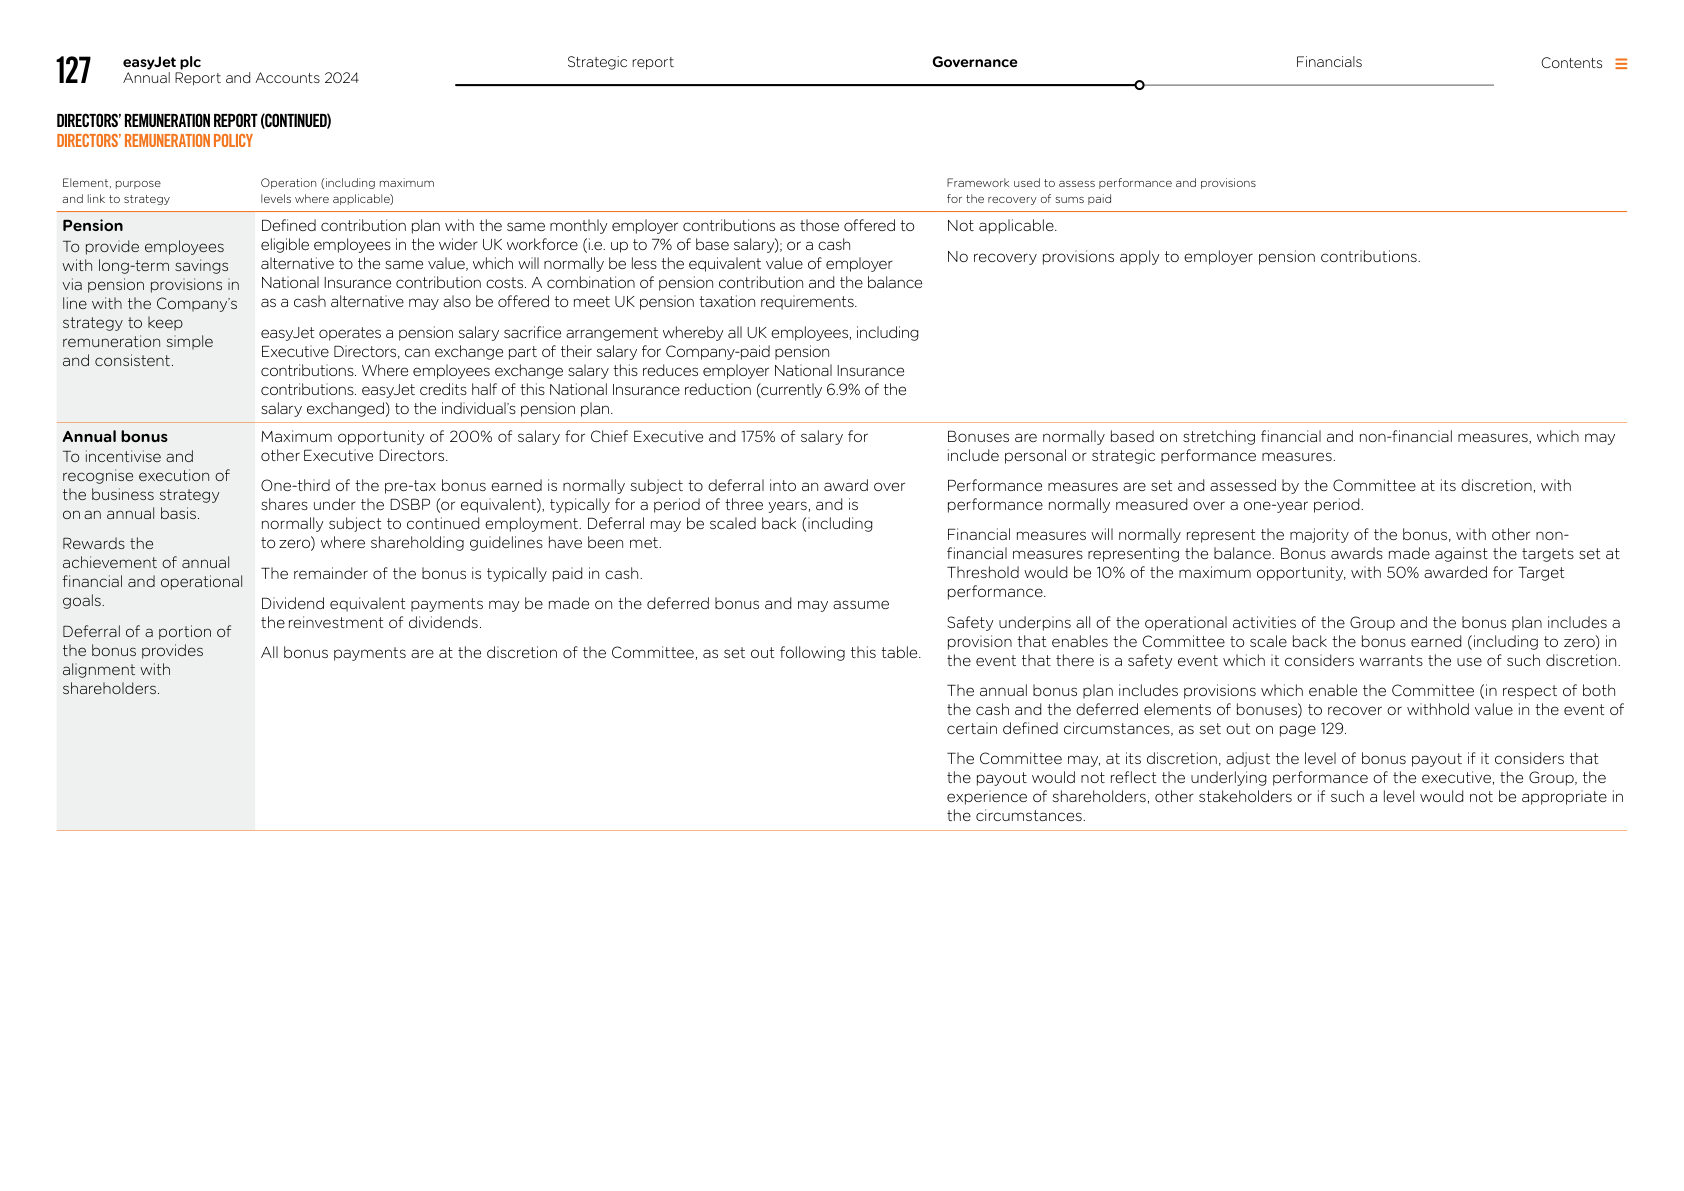 127
easyJet plc
Annual Report and Accounts 2024
Strategic report
Governance
Financials
Contents
DIRECTORS’ REMUNERATION REPORT (CONTINUED)
DIRECTORS’ REMUNERATION POLICY
Element, purpose
and link to strategy
Operation (including maximum
levels where applicable)
Framework used to assess performance and provisions
for the recovery of sums paid
Pension
To provide employees
with long-term savings
via pension provisions in
line with the Company’s
strategy to keep
remuneration simple
and consistent.
Defined contribution plan with the same monthly employer contributions as those offered to
eligible employees in the wider UK workforce (i.e. up to 7% of base salary); or a cash
alternative to the same value, which will normally be less the equivalent value of employer
National Insurance contribution costs. A combination of pension contribution and the balance
as a cash alternative may also be offered to meet UK pension taxation requirements.
easyJet operates a pension salary sacrifice arrangement whereby all UK employees, including
Executive Directors, can exchange part of their salary for Company-paid pension
contributions. Where employees exchange salary this reduces employer National Insurance
contributions. easyJet credits half of this National Insurance reduction (currently 6.9% of the
salary exchanged) to the individual’s pension plan.
Not applicable.
No recovery provisions apply to employer pension contributions.
Annual bonus
To incentivise and
recognise execution of
the business strategy
on an annual basis.
Rewards the
achievement of annual
financial and operational
goals.
Deferral of a portion of
the bonus provides
alignment with
shareholders.
Maximum opportunity of 200% of salary for Chief Executive and 175% of salary for
other Executive Directors.
One-third of the pre-tax bonus earned is normally subject to deferral into an award over
shares under the DSBP (or equivalent), typically for a period of three years, and is
normally subject to continued employment. Deferral may be scaled back (including
to zero) where shareholding guidelines have been met.
The remainder of the bonus is typically paid in cash.
Dividend equivalent payments may be made on the deferred bonus and may assume
the reinvestment of dividends.
All bonus payments are at the discretion of the Committee, as set out following this table.
Bonuses are normally based on stretching financial and non-financial measures, which may
include personal or strategic performance measures.
Performance measures are set and assessed by the Committee at its discretion, with
performance normally measured over a one-year period.
Financial measures will normally represent the majority of the bonus, with other non-
financial measures representing the balance. Bonus awards made against the targets set at
Threshold would be 10% of the maximum opportunity, with 50% awarded for Target
performance.
Safety underpins all of the operational activities of the Group and the bonus plan includes a
provision that enables the Committee to scale back the bonus earned (including to zero) in
the event that there is a safety event which it considers warrants the use of such discretion.
The annual bonus plan includes provisions which enable the Committee (in respect of both
the cash and the deferred elements of bonuses) to recover or withhold value in the event of
certain defined circumstances, as set out on page 129.
The Committee may, at its discretion, adjust the level of bonus payout if it considers that
the payout would not reflect the underlying performance of the executive, the Group, the
experience of shareholders, other stakeholders or if such a level would not be appropriate in
the circumstances.